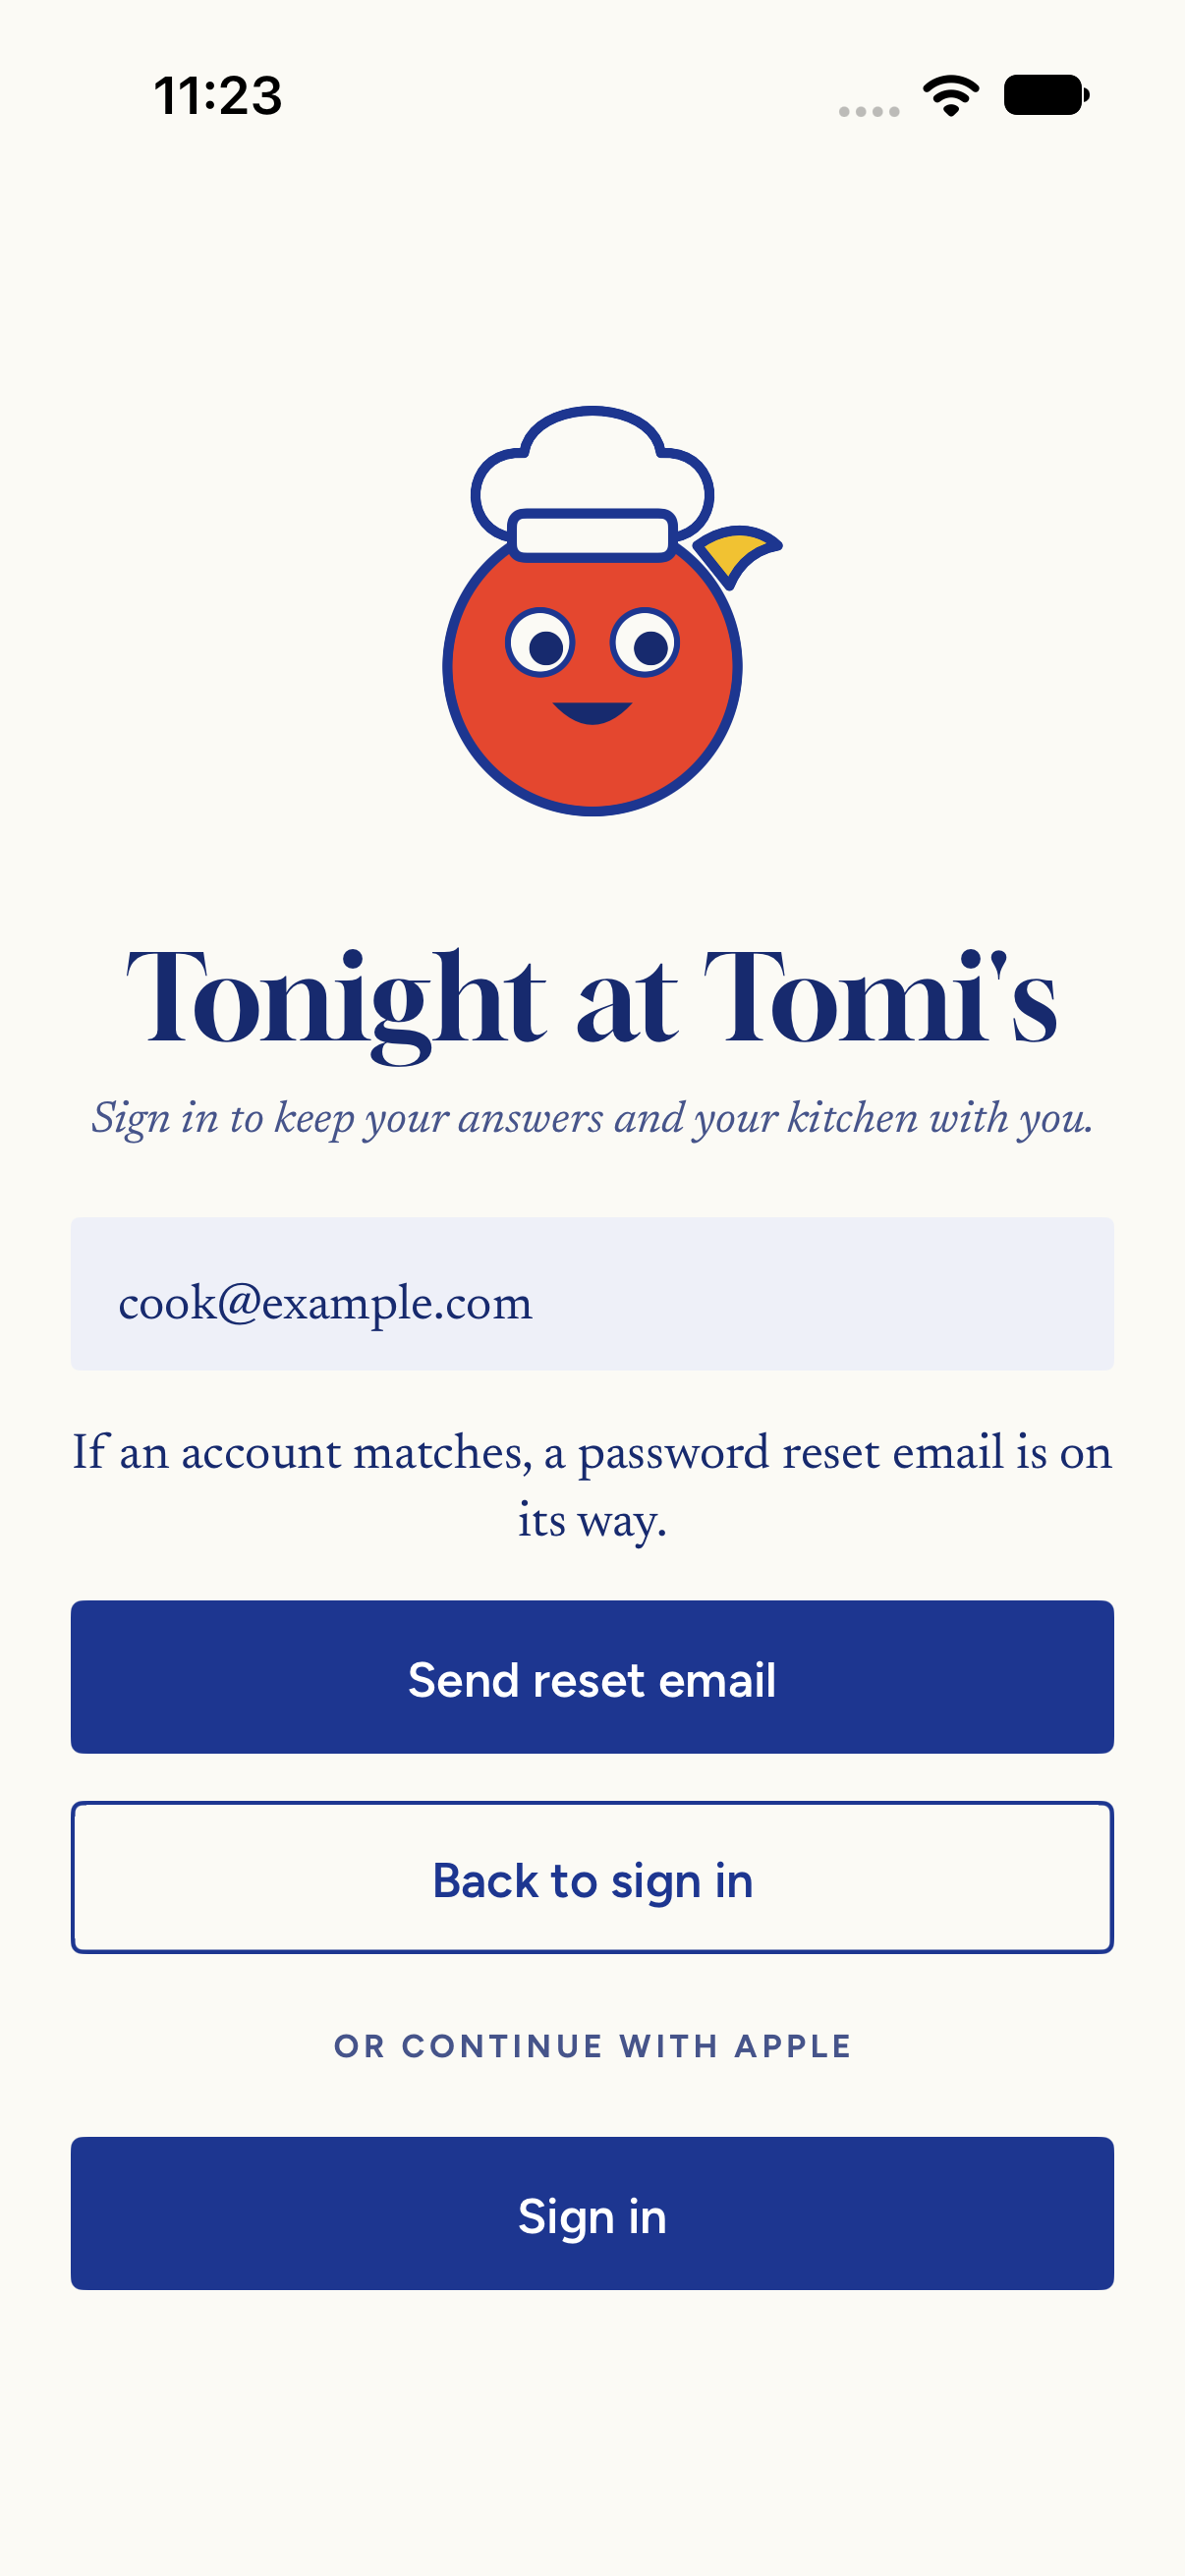 11:23
Tonight at Tomi's
Sign in to keep your answers and your kitchen with you.
cook@example.com
If an account matches, a password reset email is on
its way.
Send reset email
Back to sign in
OR CONTINUE WITH APPLE
Sign in